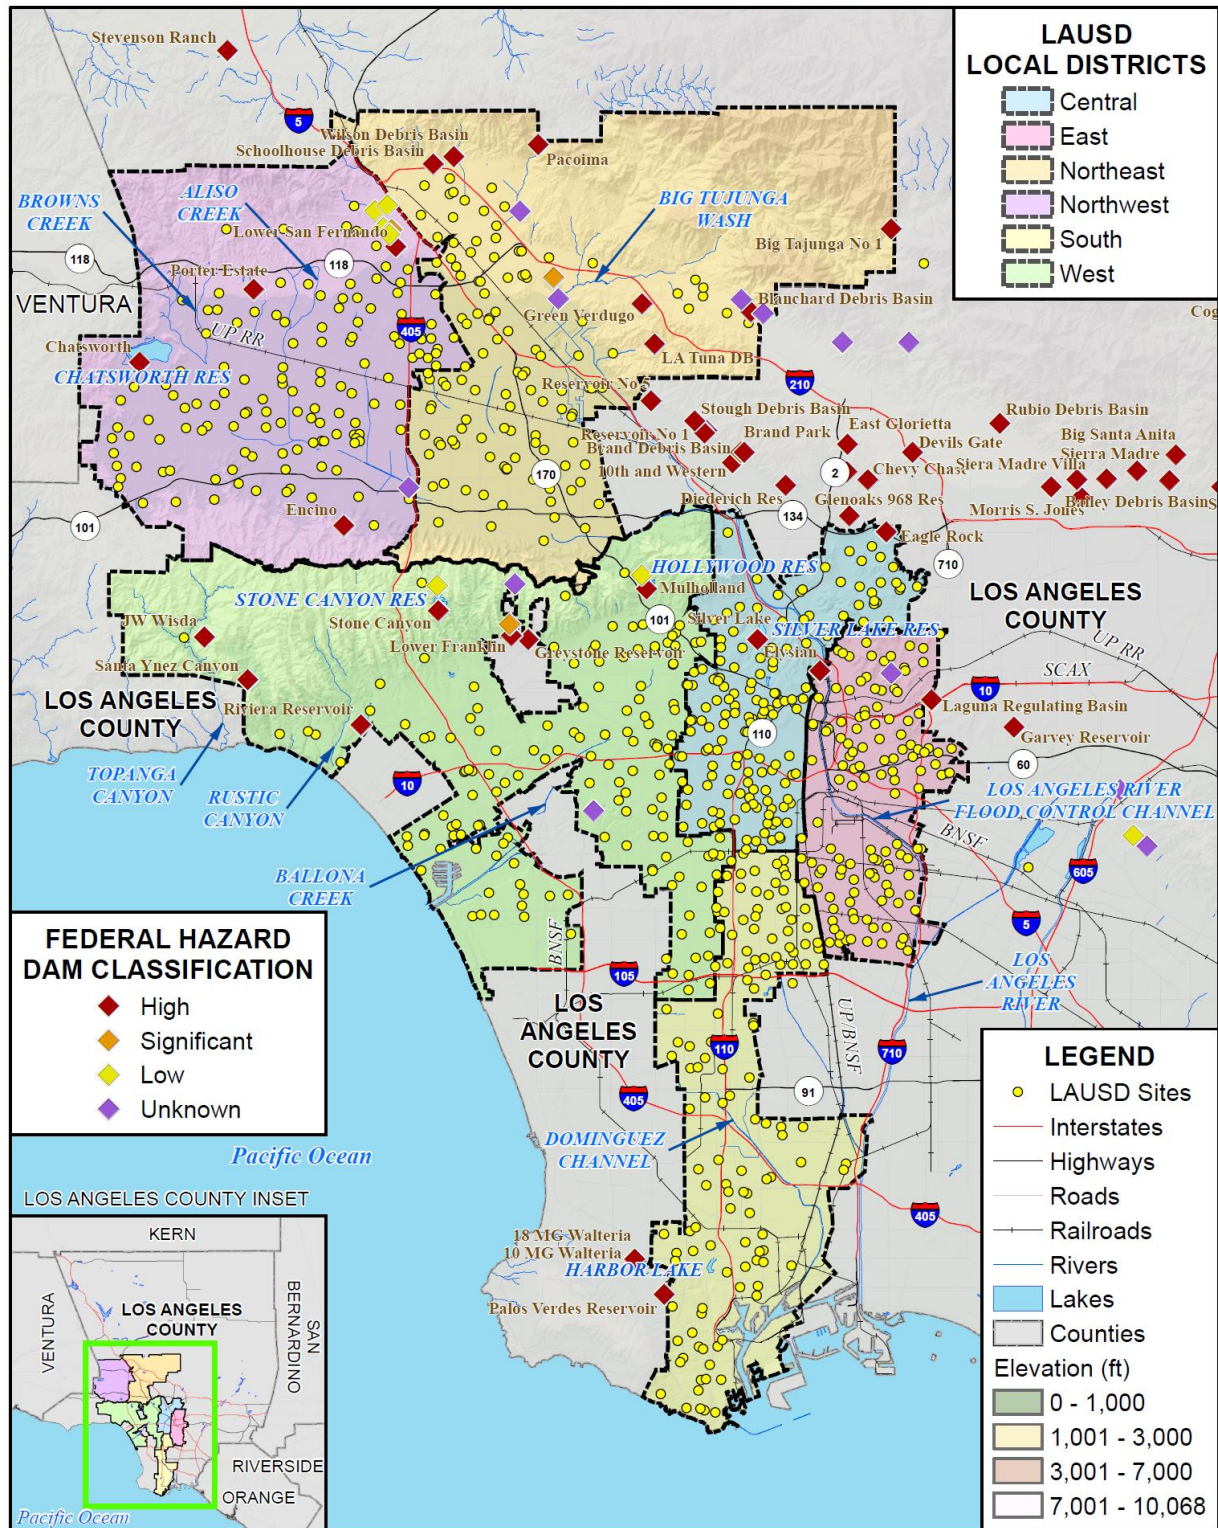 Stevenson Ranch
5
Wilson Debris Basin
Schoolhouse Debris Basin
Pacoima
LAUSD
LOCAL DISTRICTS
Central
East
Northeast
Northwest
South
West
BROWNS
CREEK
ALISO
CREEK
BIG TUJUNGA
WASH
Lower San Fernando
Big Tajunga No 1
118
118
Porter Estate
VENTURA
Blanchard Debris Basin
Green Verdugo
Cog
405
UP RR
Chatsworth
CHATSWORTH RES
LA Tuna DB
210
Reservoir No 5
Stough Debris Basin
Rubio Debris Basin
East Glorietta
Reservoir No 1
Brand Park
Big Santa Anita
Devils Gate
Brand Debris Basin
Sierra Madre
10th and Western
170
2
Chevy Chase
Siera Madre Villa
Diederich Res
Glenoaks 968 Res
Bailey Debris Basin
S
Morris S. Jones
101
Encino
134
Eagle Rock
710
HOLLYWOOD RES
Mulholland
STONE CANYON RES
LOS ANGELES
COUNTY
JW Wisda
Stone Canyon
101
Silver Lake
SILVER LAKE RES
UP RR
Lower Franklin
Greystone Reservoir
Elysian
Santa Ynez Canyon
SCAX
10
LOS ANGELES
COUNTY
Riviera Reservoir
Laguna Regulating Basin
110
Garvey Reservoir
60
TOPANGA
CANYON
RUSTIC
CANYON
10
LOS ANGELES RIVER
FLOOD CONTROL CHANNEL
BNSF
BALLONA
CREEK
605
5
FEDERAL HAZARD
DAM CLASSIFICATION
High
Significant
Low
Unknown
BNSF
105
LOS
ANGELES
RIVER
LOS
ANGELES
COUNTY
UP/BNSF
110
710
405
91
DOMINGUEZ
CHANNEL
405
Pacific Ocean
18 MG Walteria
10 MG Walteria
HARBOR LAKE
Palos Verdes Reservoir
LEGEND
LAUSD Sites
Interstates
Highways
Roads
Railroads
Rivers
Lakes
Counties
Elevation (ft)
0 - 1,000
1,001 - 3,000
3,001 - 7,000
7,001 - 10,068
LOS ANGELES COUNTY INSET
KERN
VENTURA
LOS ANGELES
COUNTY
SAN
BERNARDINO
RIVERSIDE
ORANGE
Pacific Ocean